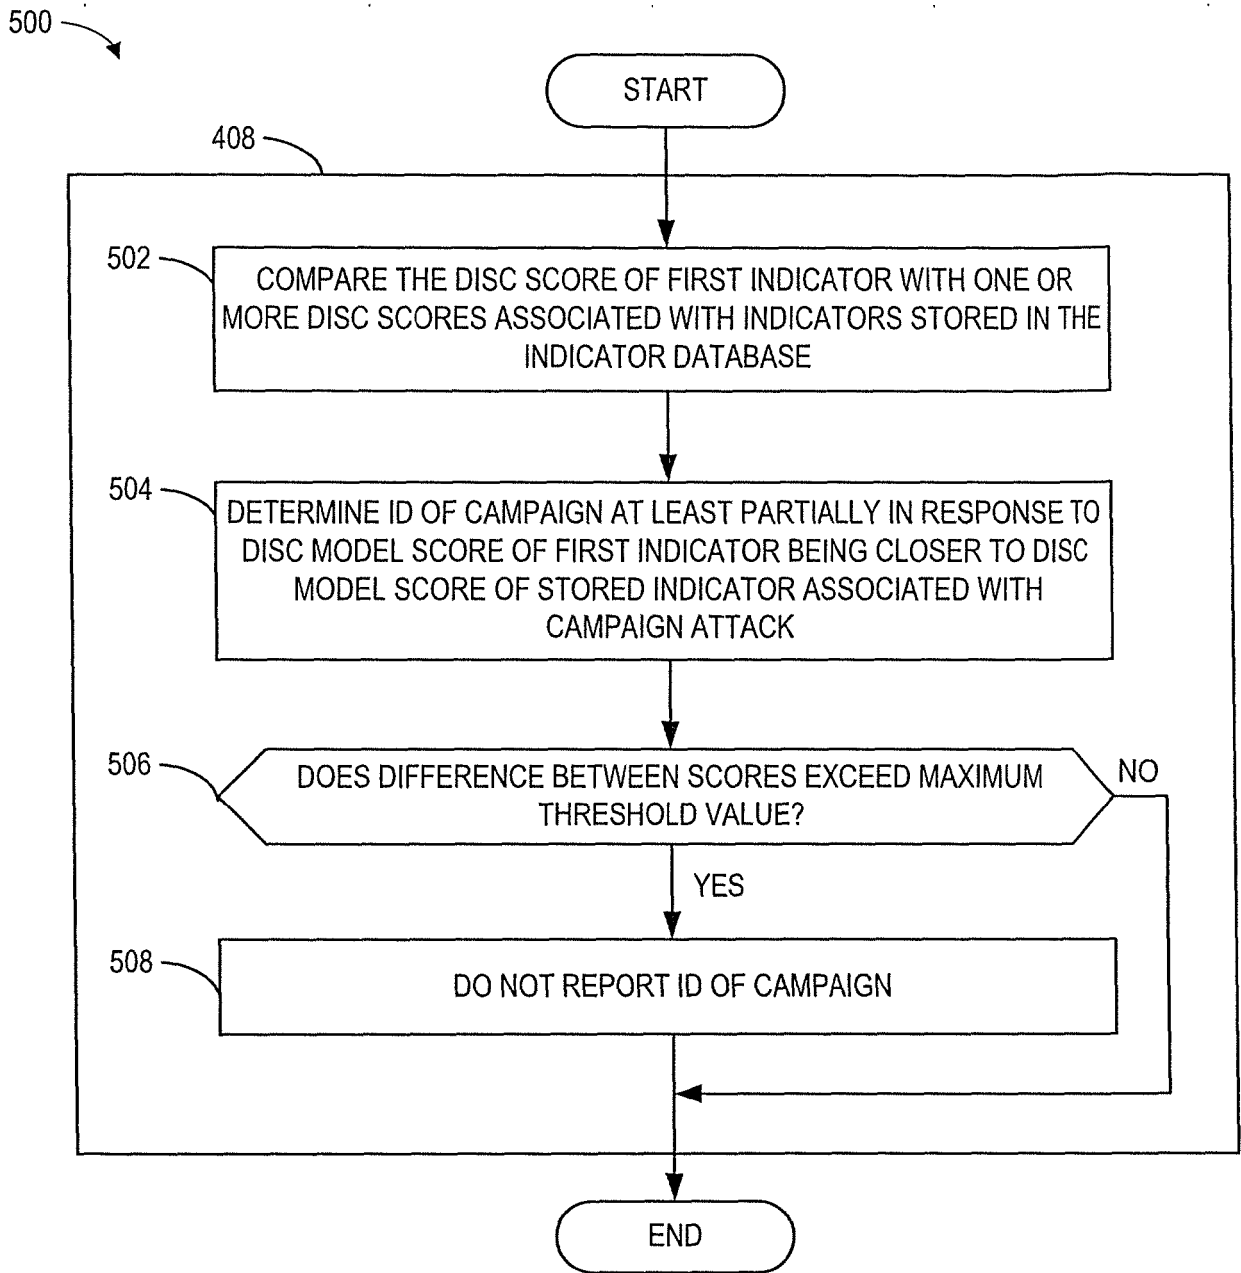 500
START
408
502
COMPARE THE DISC SCORE OF FIRST INDICATOR WITH ONE OR
MORE DISC SCORES ASSOCIATED WITH INDICATORS STORED IN THE
INDICATOR DATABASE
504
DETERMINE ID OF CAMPAIGN AT LEAST PARTIALLY IN RESPONSE TO
DISC MODEL SCORE OF FIRST INDICATOR BEING CLOSER TO DISC
MODEL SCORE OF STORED INDICATOR ASSOCIATED WITH
CAMPAIGN ATTACK
506
DOES DIFFERENCE BETWEEN SCORES EXCEED MAXIMUM
THRESHOLD VALUE?
NO
YES
508
DO NOT REPORT ID OF CAMPAIGN
END